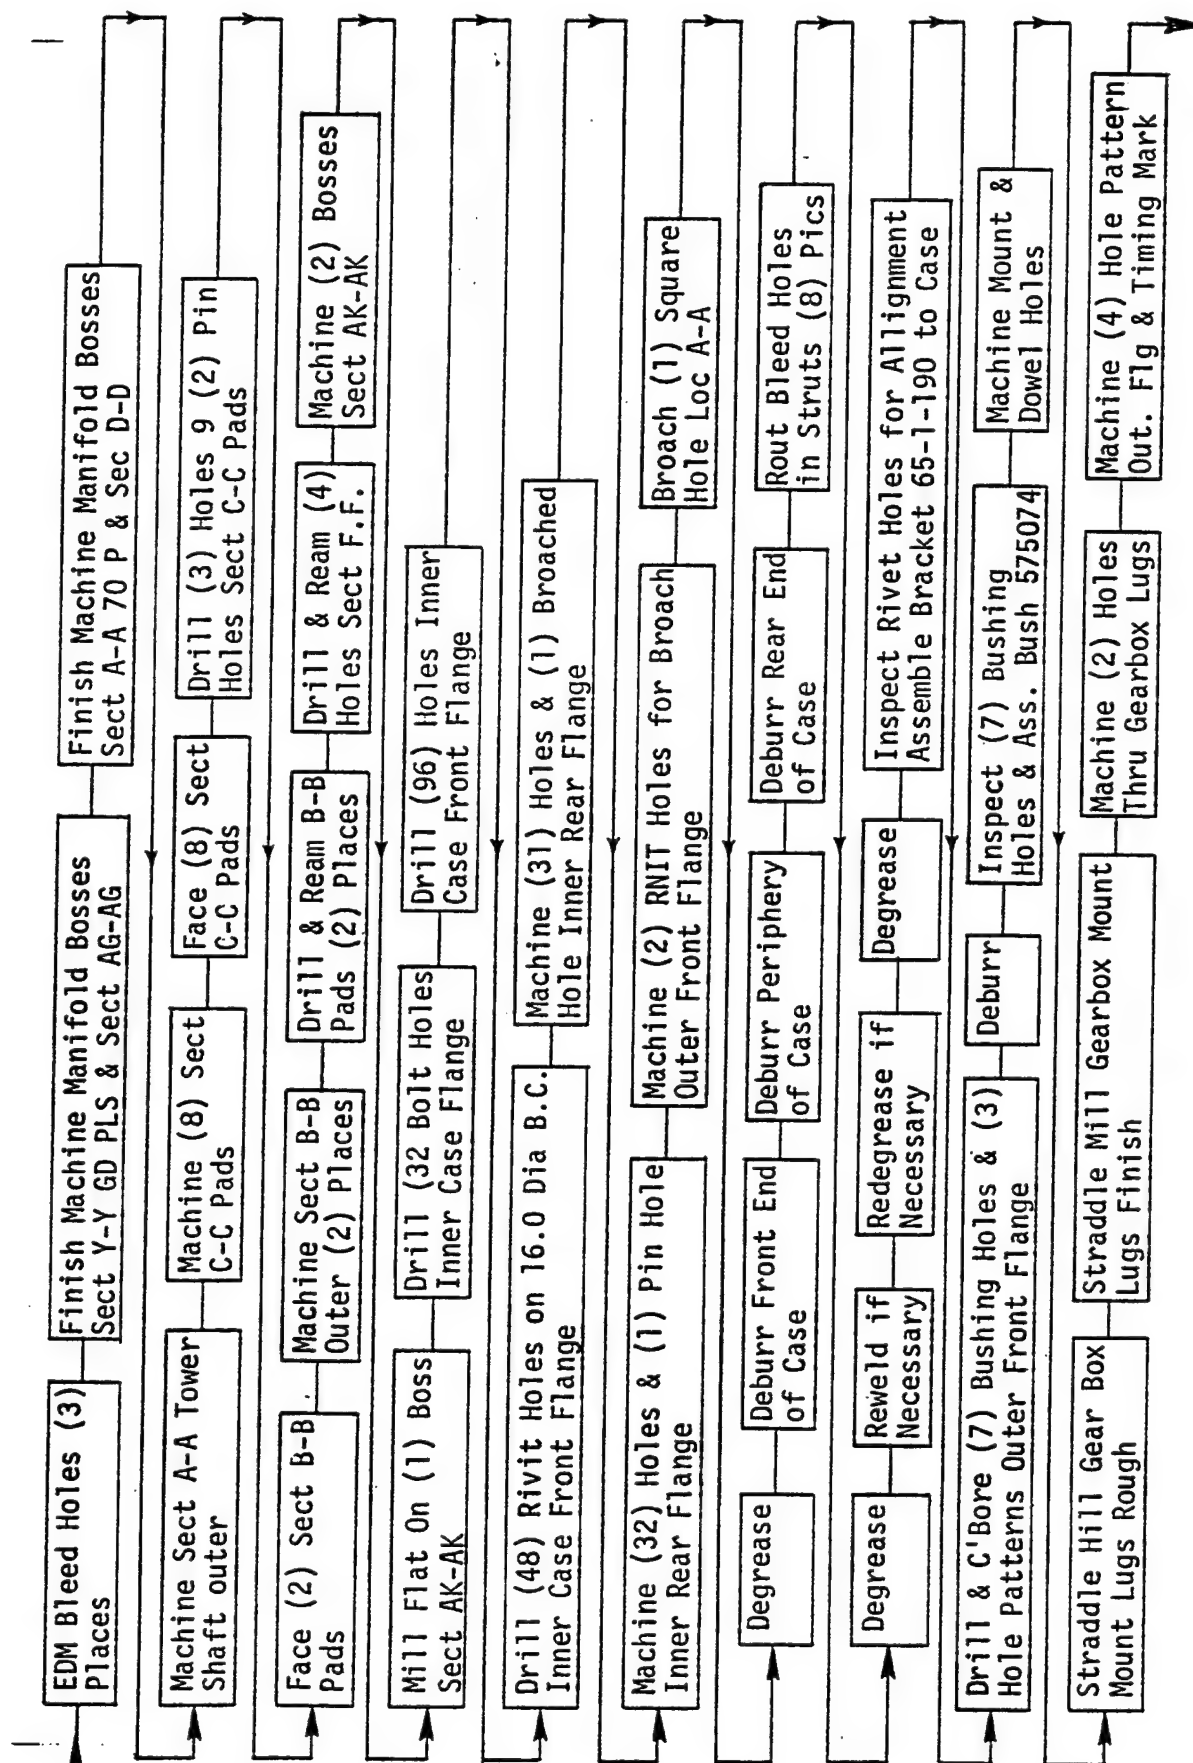 EDM Bleed Holes (3)
Places
Finish Machine Manifold Bosses
Sect Y-Y GD PLS & Sect AG-AG
Finish Machine Manifold Bosses
Sect A-A 70 P & Sec D-D
Machine Sect A-A Tower
Shaft outer
Machine (8) Sect
C-C Pads
Face (8) Sect
C-C Pads
Drill (3) Holes 9 (2) Pin
Holes Sect C-C Pads
Face (2) Sect B-B
Pads
Machine Sect B-B
Outer (2) Places
Drill & Ream B-B
Pads (2) Places
Drill & Ream (4)
Holes Sect F.F.
Machine (2) Bosses
Sect AK-AK
Mill Flat On (1) Boss
Sect AK-AK
Drill (32 Bolt Holes
Inner Case Flange
Drill (96) Holes Inner
Case Front Flange
Drill (48) Rivit Holes on 16.0 Dia B.C.
Inner Case Front Flange
Machine (31) Holes & (1) Broached
Hole Inner Rear Flange
Machine (32) Holes & (1) Pin Hole
Inner Rear Flange
Machine (2) RNIT Holes for Broach
Outer Front Flange
Broach (1) Square
Hole Loc A-A
Degrease
Deburr Front End
of Case
Deburr Periphery
of Case
Deburr Rear End
of Case
Rout Bleed Holes
in Struts (8) Pics
Degrease
Reweld if
Necessary
Redegrease if
Necessary
Degrease
Inspect Rivet Holes for Allignment
Assemble Bracket 65-1-190 to Case
Drill & C'Bore (7) Bushing Holes & (3)
Hole Patterns Outer Front Flange
Deburr
Inspect (7) Bushing
Holes & Ass. Bush 575074
Machine Mount &
Dowel Holes
Straddle Hill Gear Box
Mount Lugs Rough
Straddle Mill Gearbox Mount
Lugs Finish
Machine (2) Holes
Thru Gearbox Lugs
Machine (4) Hole Pattern
Out. Flg & Timing Mark